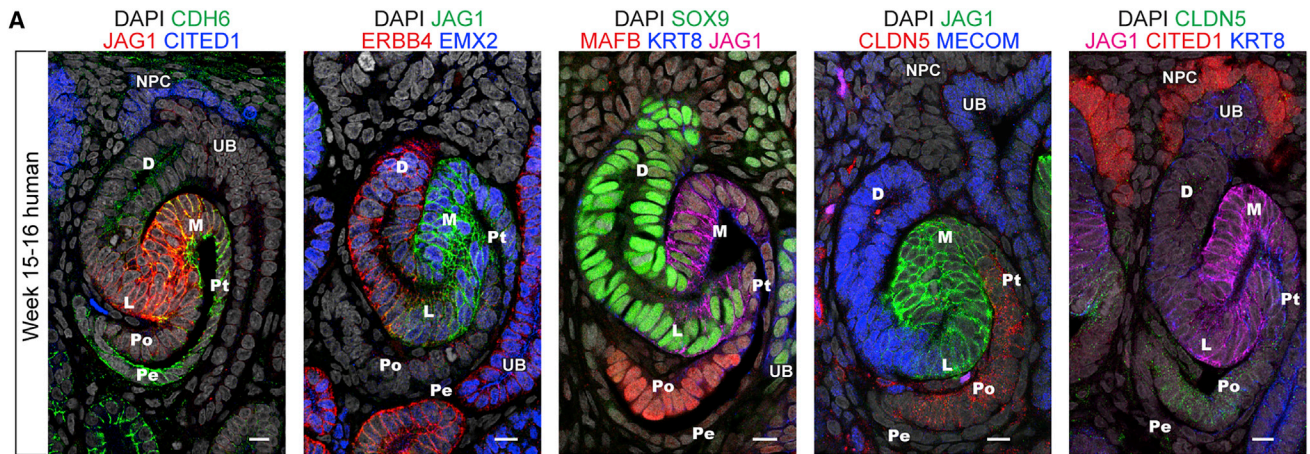 A
DAPI CDH6
JAG1 CITED1
DAPI JAG1
ERBB4 EMX2
DAPI SOX9
MAFB KRT8 JAG1
DAPI JAG1
CLDN5 MECOM
DAPI CLDN5
JAG1 CITED1 KRT8
Week 15-16 human
NPC
UB
D
M
Pt
L
Po
Pe
D
M
Pt
L
Po
UB
Pe
D
M
Pt
L
UB
Po
Pe
NPC
UB
D
M
L
Po
Pe
NPC
UB
D
M
Pt
L
Po
Pe